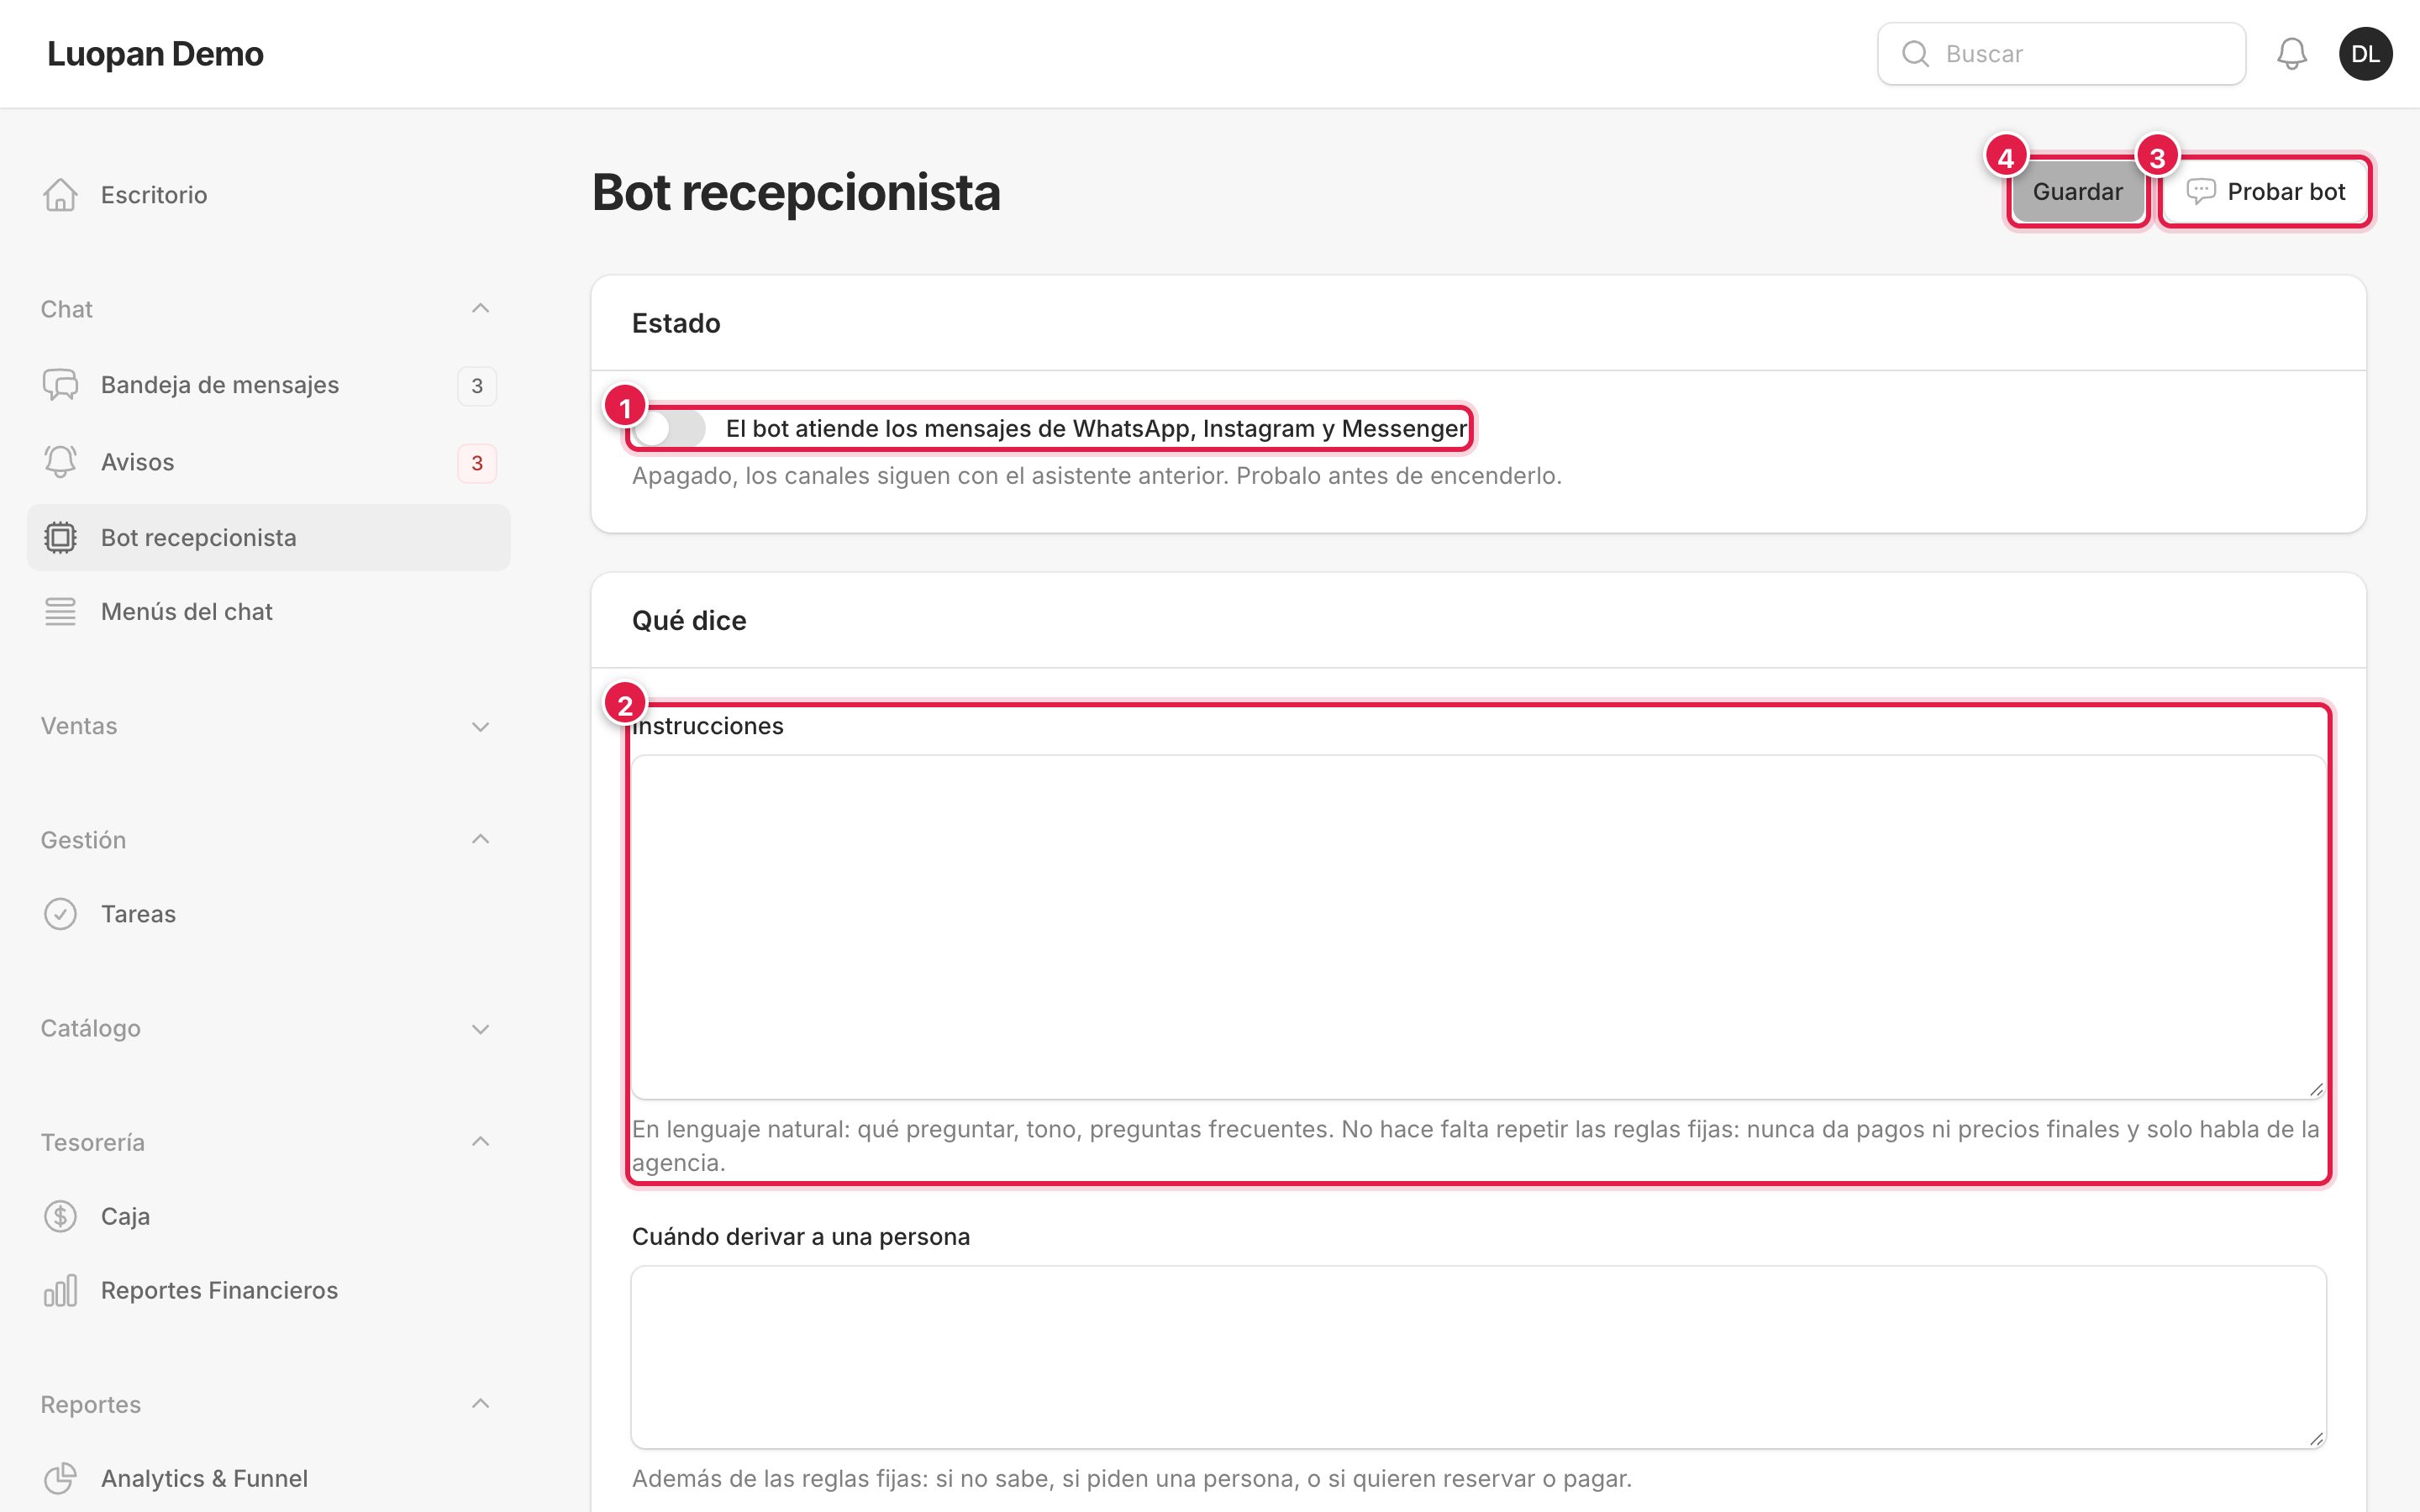 Luopan Demo
Buscar
DL
Escritorio
Chat
Bandeja de mensajes
3
Avisos
3
Bot recepcionista
Menús del chat
Ventas
Gestión
Tareas
Catálogo
Tesorería
Caja
Reportes Financieros
Reportes
Analytics & Funnel
Bot recepcionista
4
Guardar
3
Probar bot
Estado
1
El bot atiende los mensajes de WhatsApp, Instagram y Messenger
Apagado, los canales siguen con el asistente anterior. Probalo antes de encenderlo.
Qué dice
2
Instrucciones
En lenguaje natural: qué preguntar, tono, preguntas frecuentes. No hace falta repetir las reglas fijas: nunca da pagos ni precios finales y solo habla de la
agencia.
Cuándo derivar a una persona
Además de las reglas fijas: si no sabe, si piden una persona, o si quieren reservar o pagar.